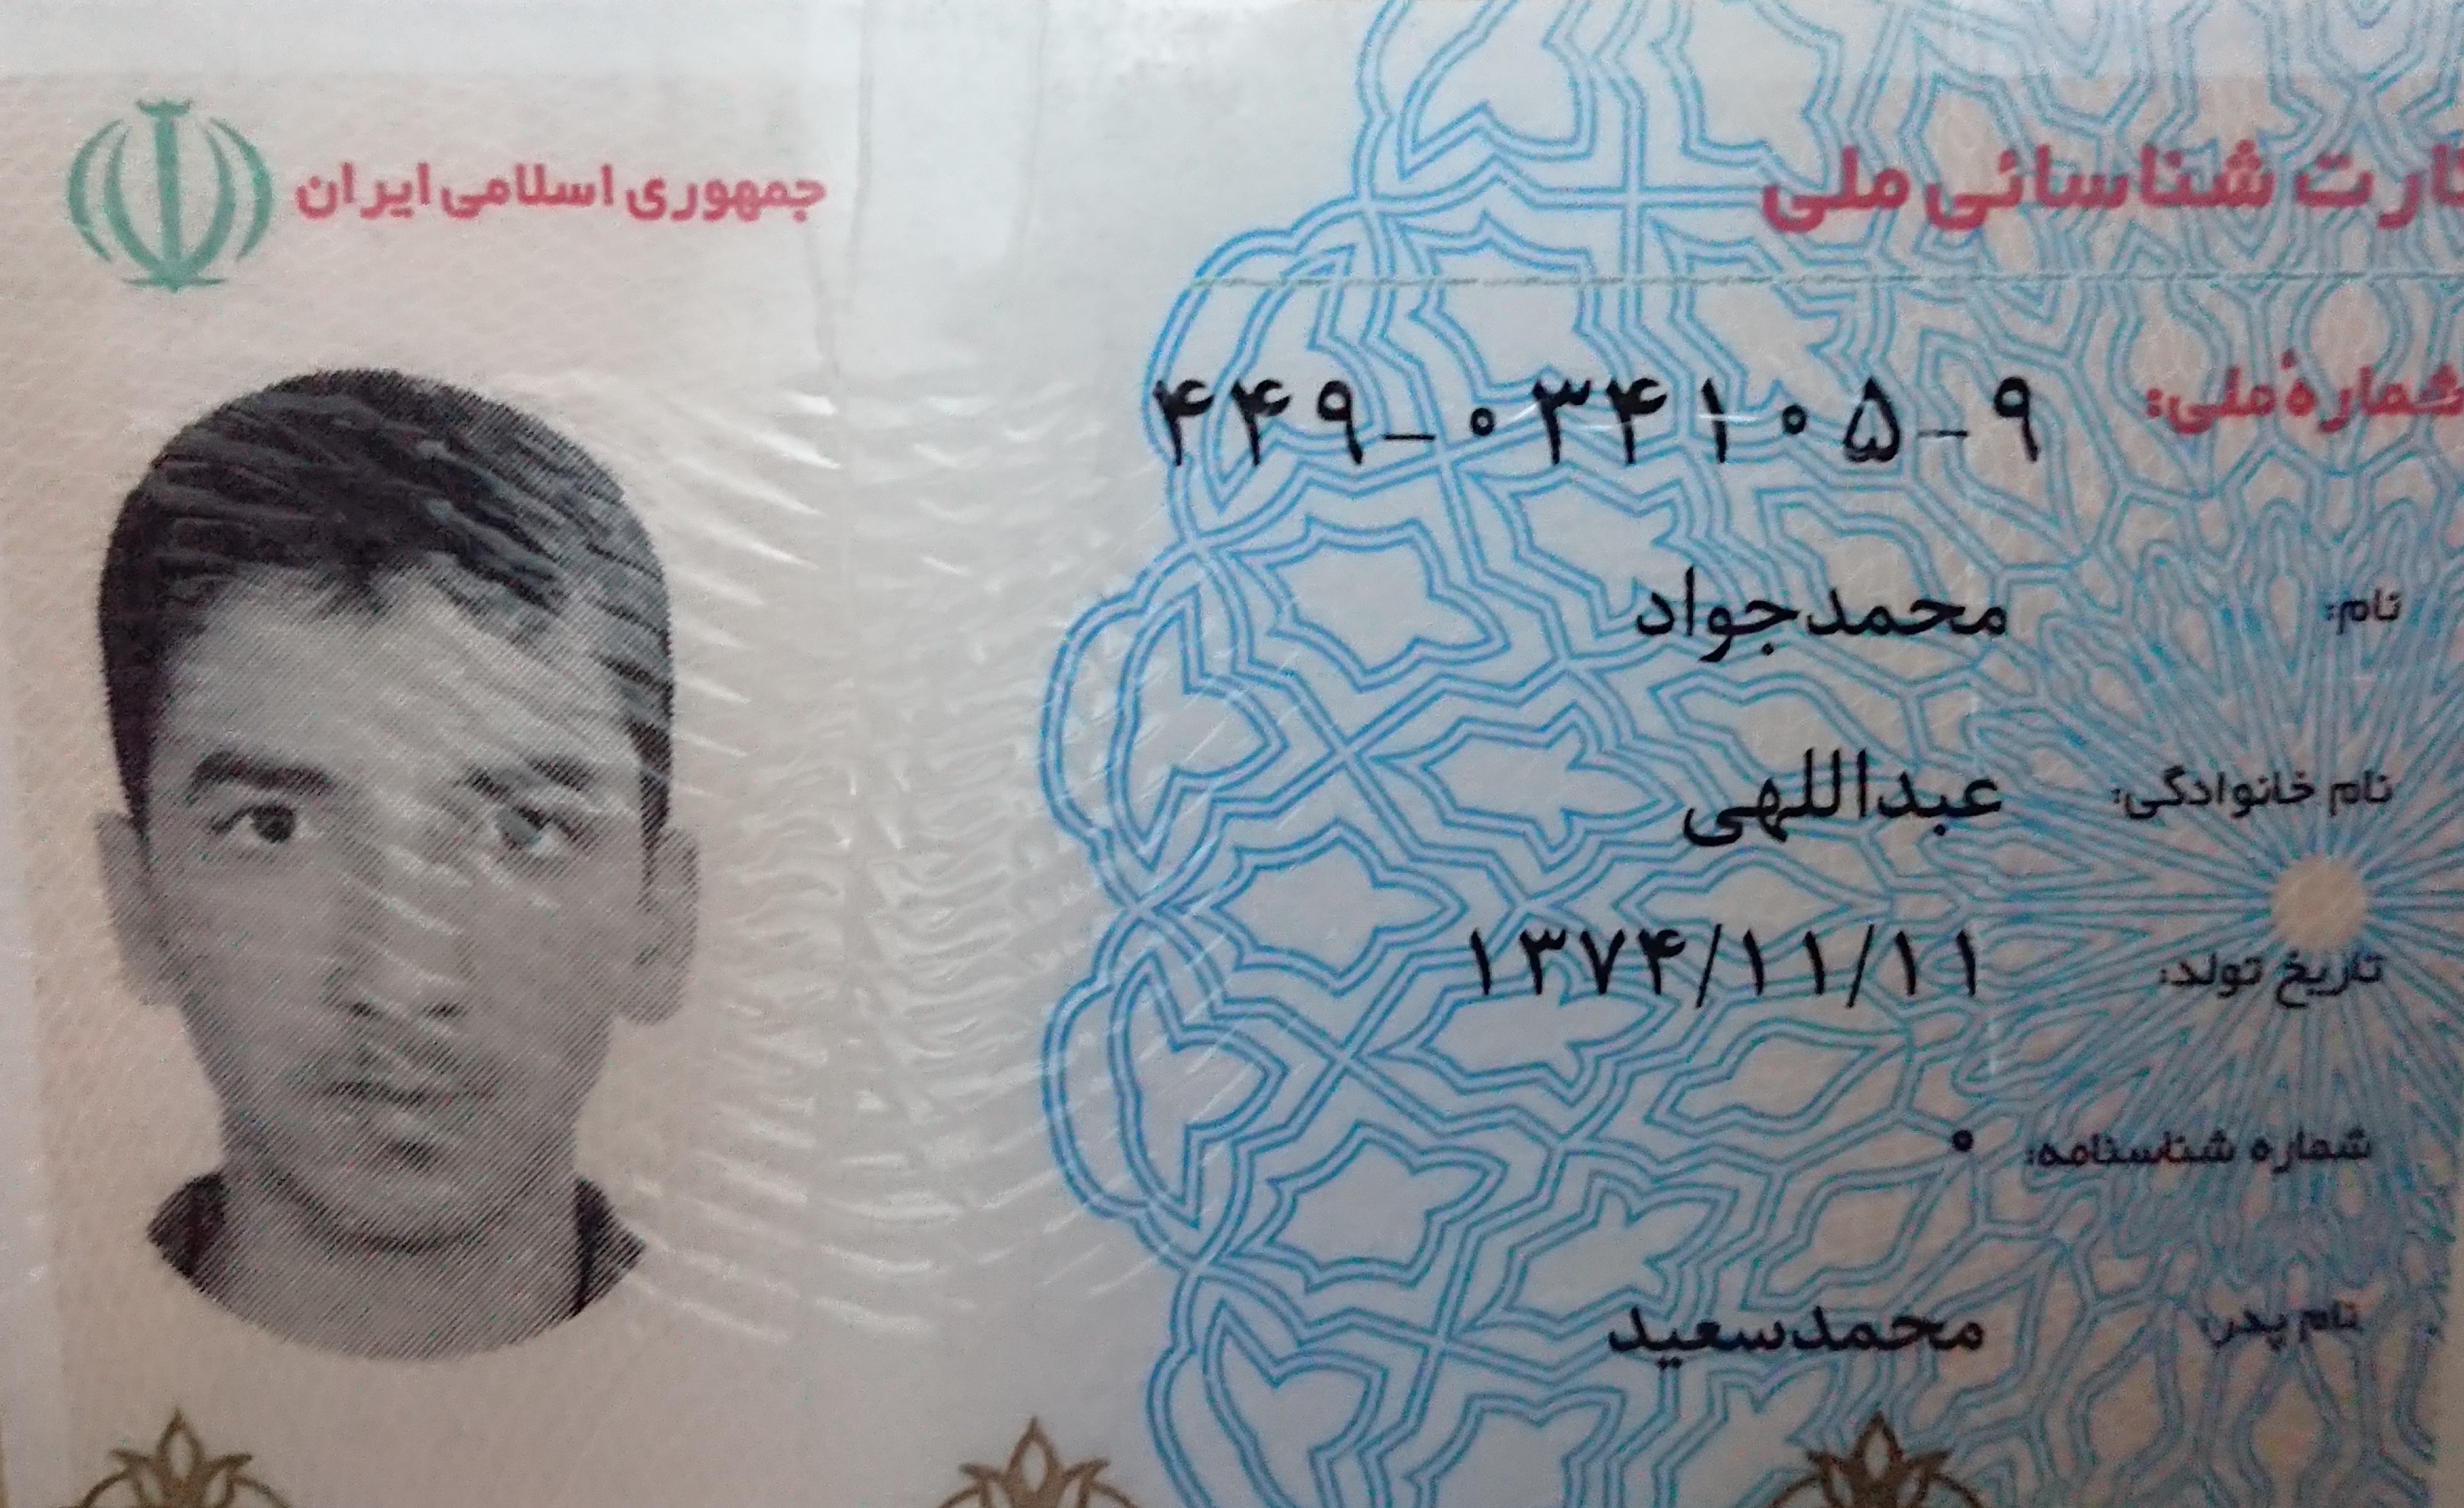 جمهوری اسلامی ایران
کارت شناسائی ملی
شمارهٔ ملی: ۴۴۹-۰۳۴۱۰۵-۹
نام: محمدجواد
نام خانوادگی: عبداللهی
تاریخ تولد: ۱۳۷۴/۱۱/۱۱
شماره شناسنامه: ۰
نام پدر: محمدسعید